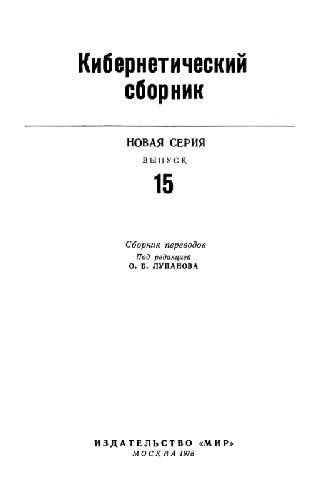 Кибернетический
сборник
НОВАЯ СЕРИЯ
ВЫПУСК
15
Сборник переводов
Под редакцией
О. Б. ЛУПАНОВА
ИЗДАТЕЛЬСТВО «МИР»
МОСКВА 1978